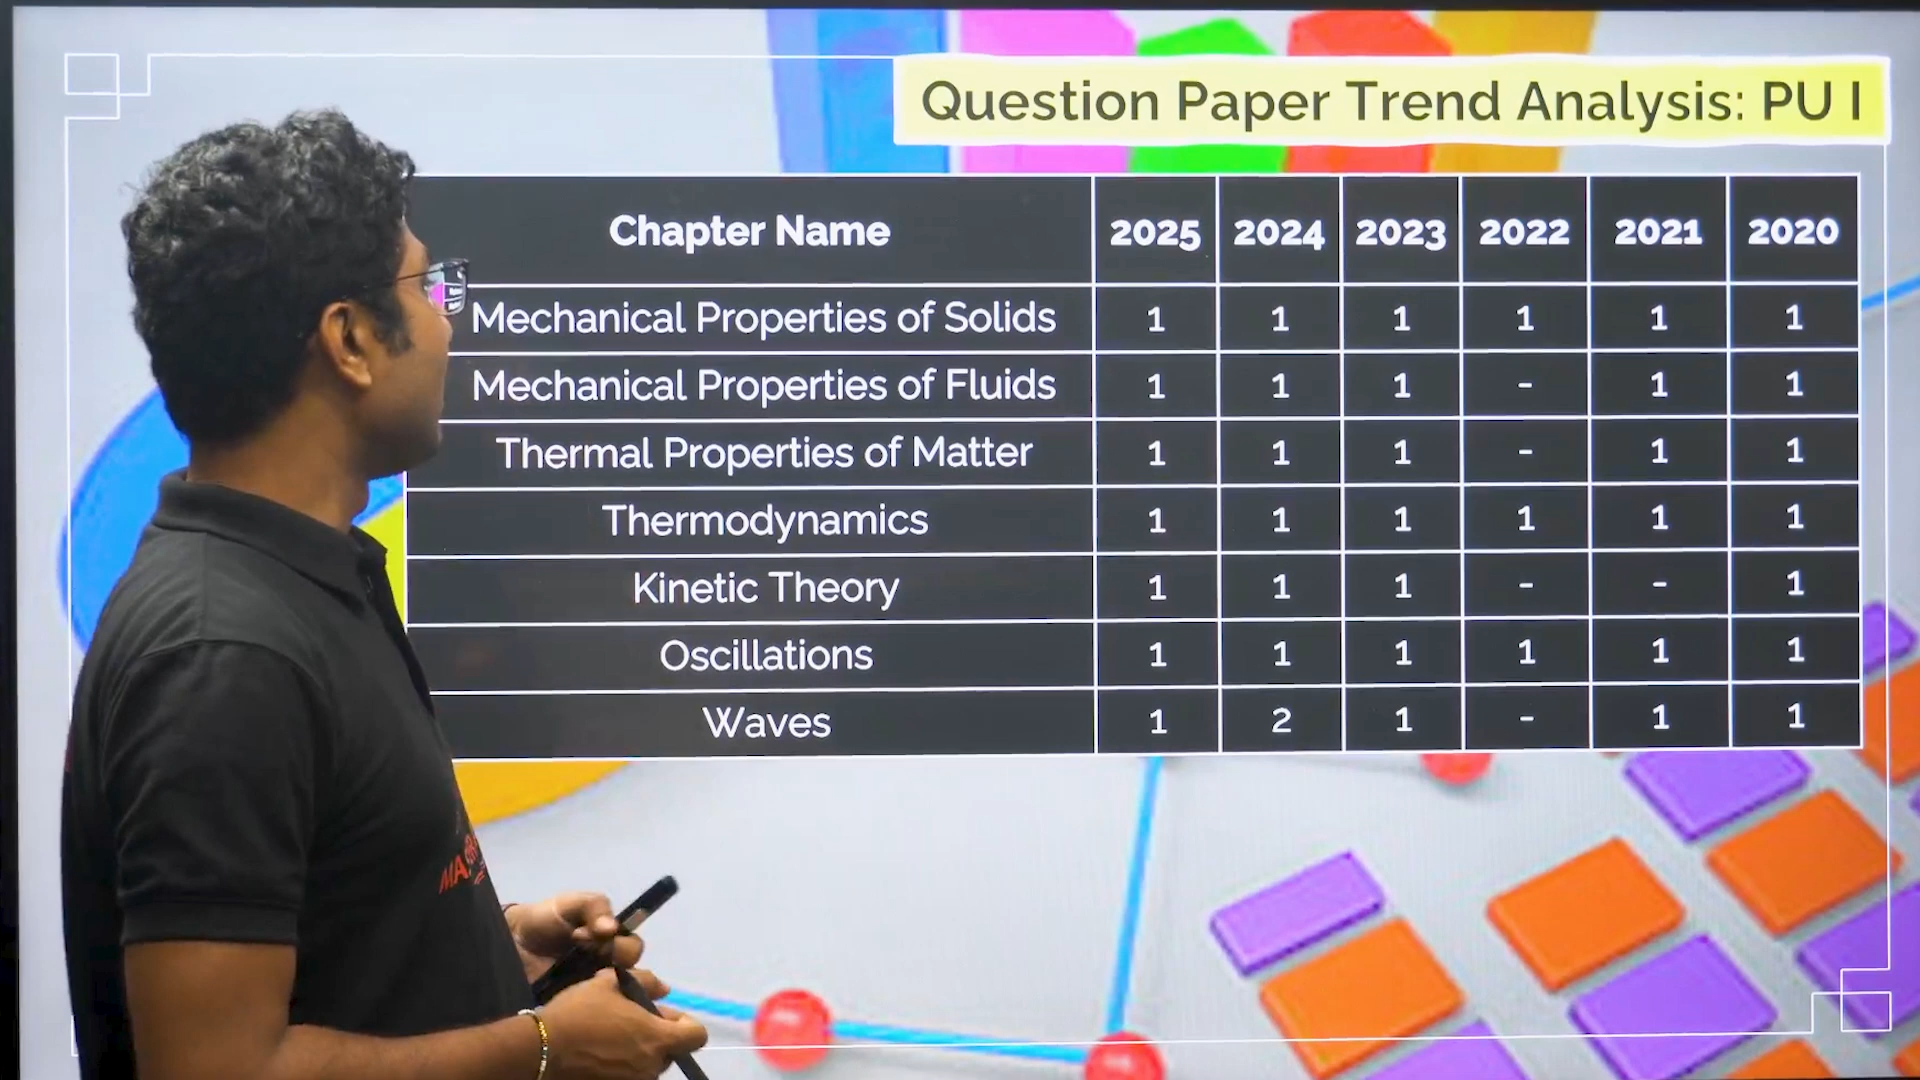 Question Paper Trend Analysis: PU I
Chapter Name 2025 2024 2023 2022 2021 2020
Mechanical Properties of Solids 1 1 1 1 1 1
Mechanical Properties of Fluids 1 1 1 - 1 1
Thermal Properties of Matter 1 1 1 - 1 1
Thermodynamics 1 1 1 1 1 1
Kinetic Theory 1 1 1 - - 1
Oscillations 1 1 1 1 1 1
Waves 1 2 1 - 1 1